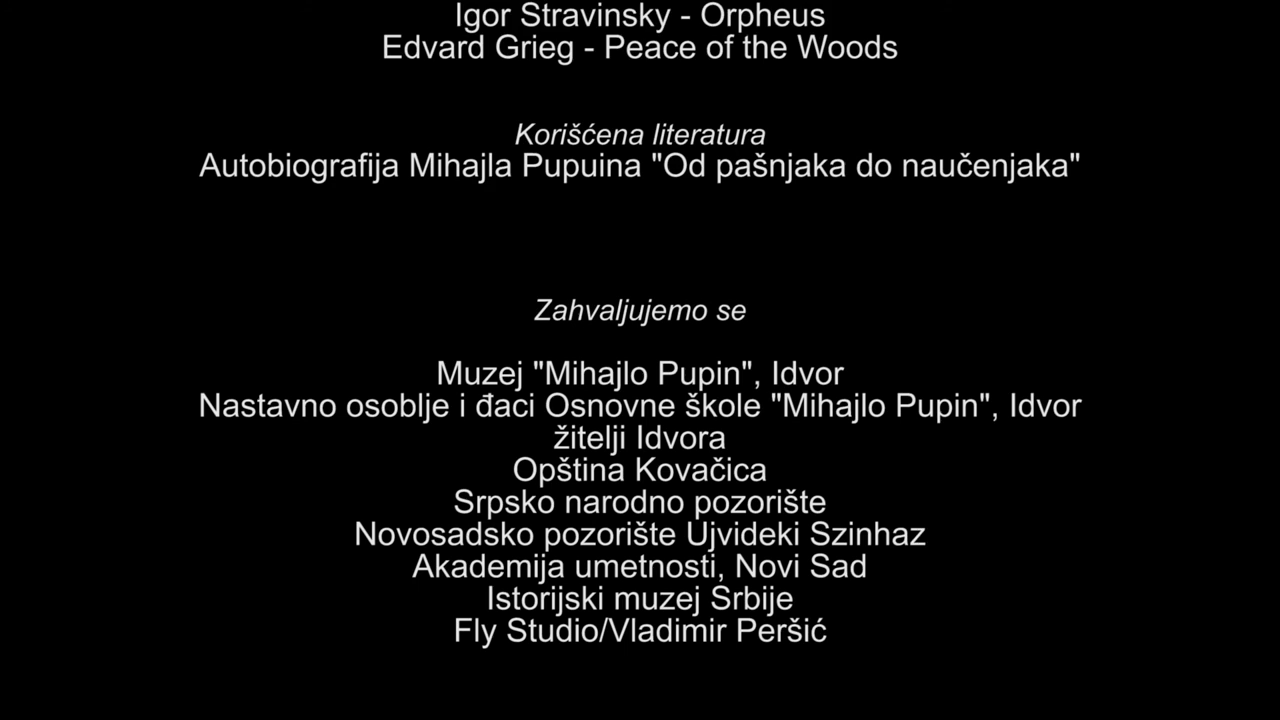 Igor Stravinsky - Orpheus
Edvard Grieg - Peace of the Woods
Korišćena literatura
Autobiografija Mihajla Pupuina "Od pašnjaka do naučenjaka"
Zahvaljujemo se
Muzej "Mihajlo Pupin", Idvor
Nastavno osoblje i đaci Osnovne škole "Mihajlo Pupin", Idvor
žitelji Idvora
Opština Kovačica
Srpsko narodno pozorište
Novosadsko pozorište Ujvideki Szinhaz
Akademija umetnosti, Novi Sad
Istorijski muzej Srbije
Fly Studio/Vladimir Peršić